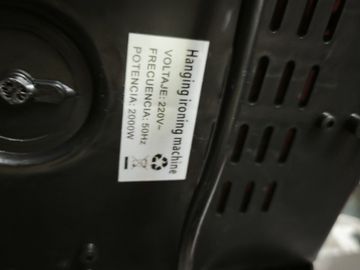 Hanging ironing machine
VOLTAJE: 220V~
FRECUENCIA: 50Hz
POTENCIA: 2000W